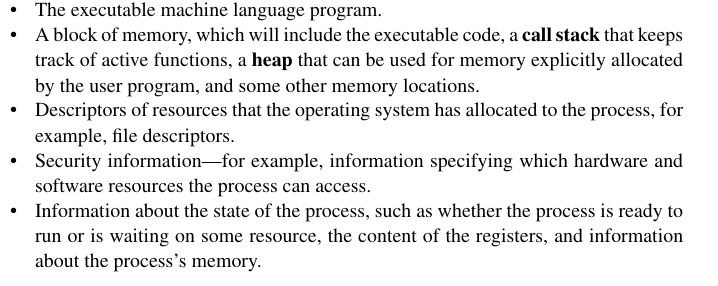 • The executable machine language program.
• A block of memory, which will include the executable code, a call stack that keeps
track of active functions, a heap that can be used for memory explicitly allocated
by the user program, and some other memory locations.
• Descriptors of resources that the operating system has allocated to the process, for
example, file descriptors.
• Security information—for example, information specifying which hardware and
software resources the process can access.
• Information about the state of the process, such as whether the process is ready to
run or is waiting on some resource, the content of the registers, and information
about the process’s memory.